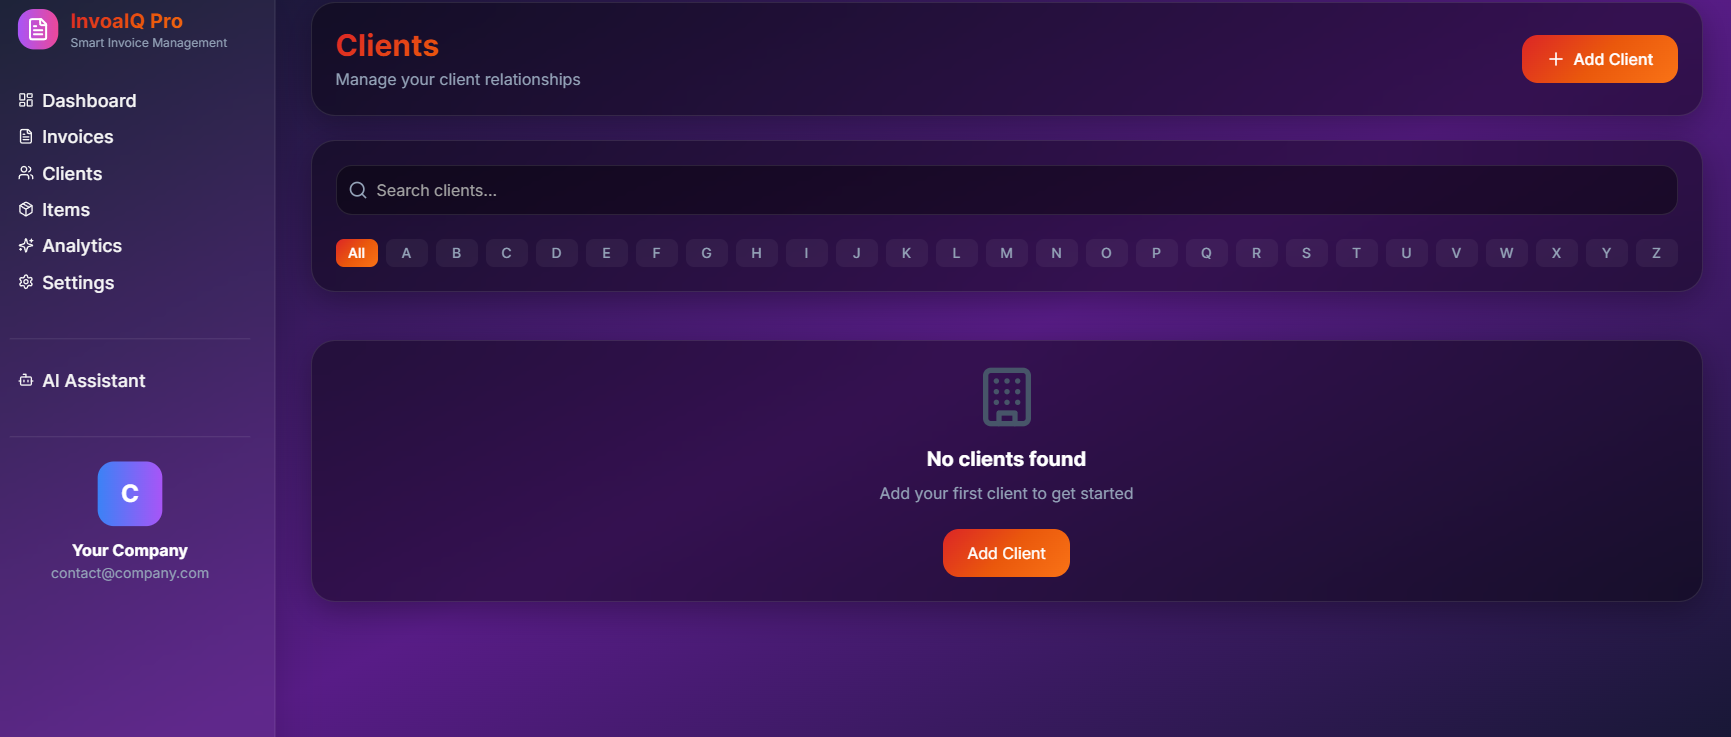 InvoaIQ Pro
Smart Invoice Management
Dashboard
Invoices
Clients
Items
Analytics
Settings
AI Assistant
C
Your Company
contact@company.com
Clients
Manage your client relationships
Add Client
Search clients...
All A B C D E F G H I J K L M N O P Q R S T U V W X Y Z
No clients found
Add your first client to get started
Add Client